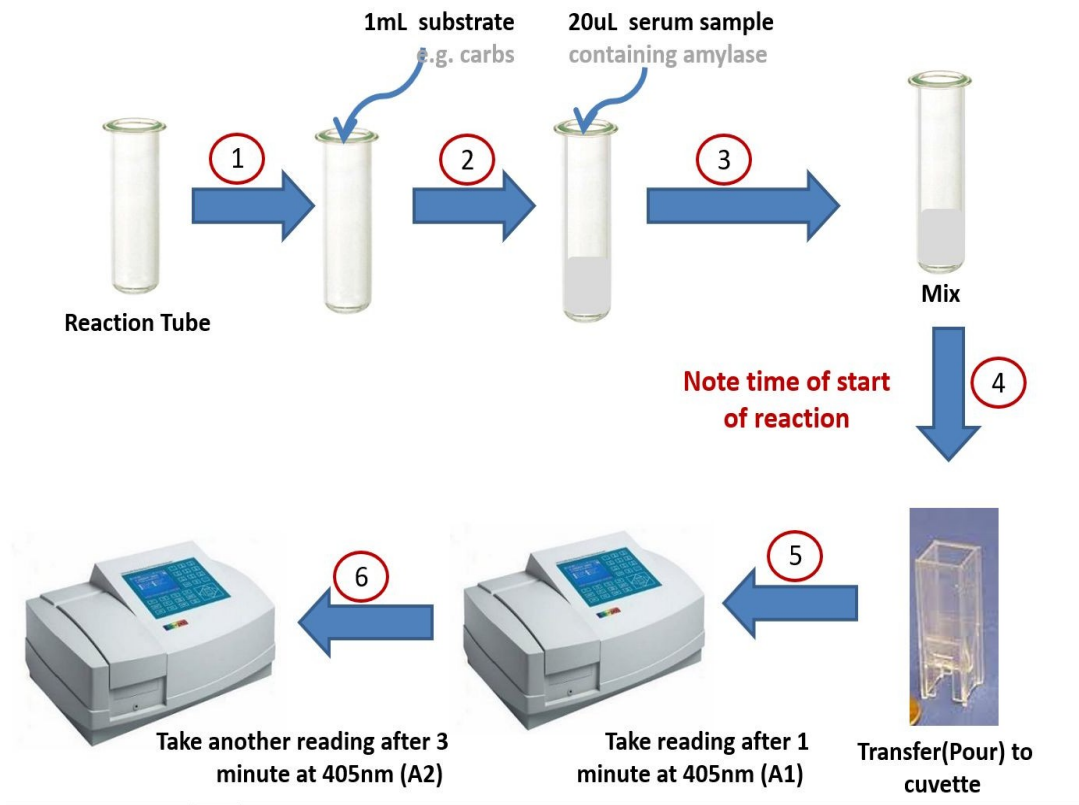 1mL substrate
e.g. carbs
20uL serum sample
containing amylase
1
2
3
Reaction Tube
Mix
Note time of start
of reaction
4
5
6
Take another reading after 3
minute at 405nm (A2)
Take reading after 1
minute at 405nm (A1)
Transfer(Pour) to
cuvette